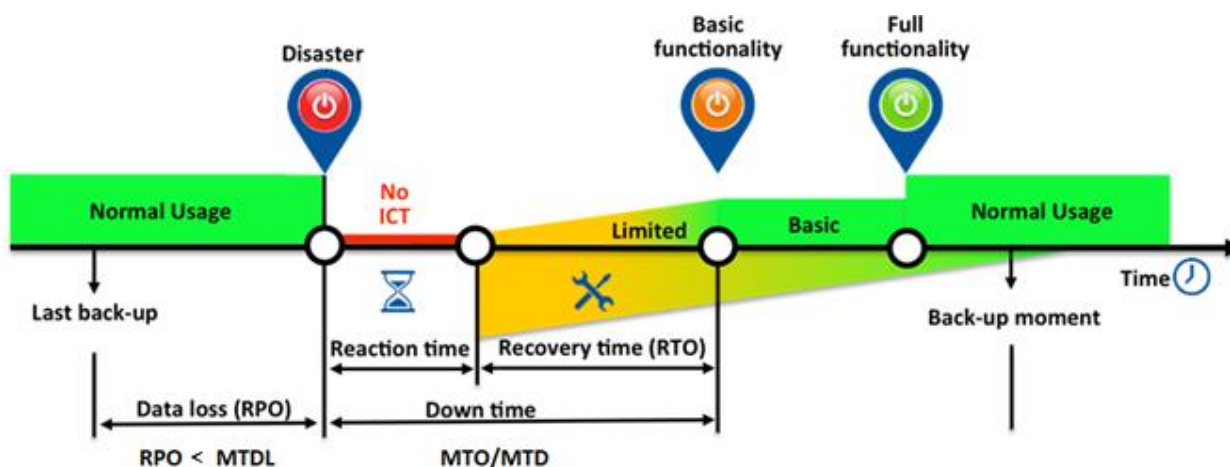 Disaster
Basic
functionality
Full
functionality
Normal Usage
No
ICT
Limited
Basic
Normal Usage
Time
Last back-up
Back-up moment
Reaction time
Recovery time (RTO)
Data loss (RPO)
Down time
RPO < MTDL
MTO/MTD